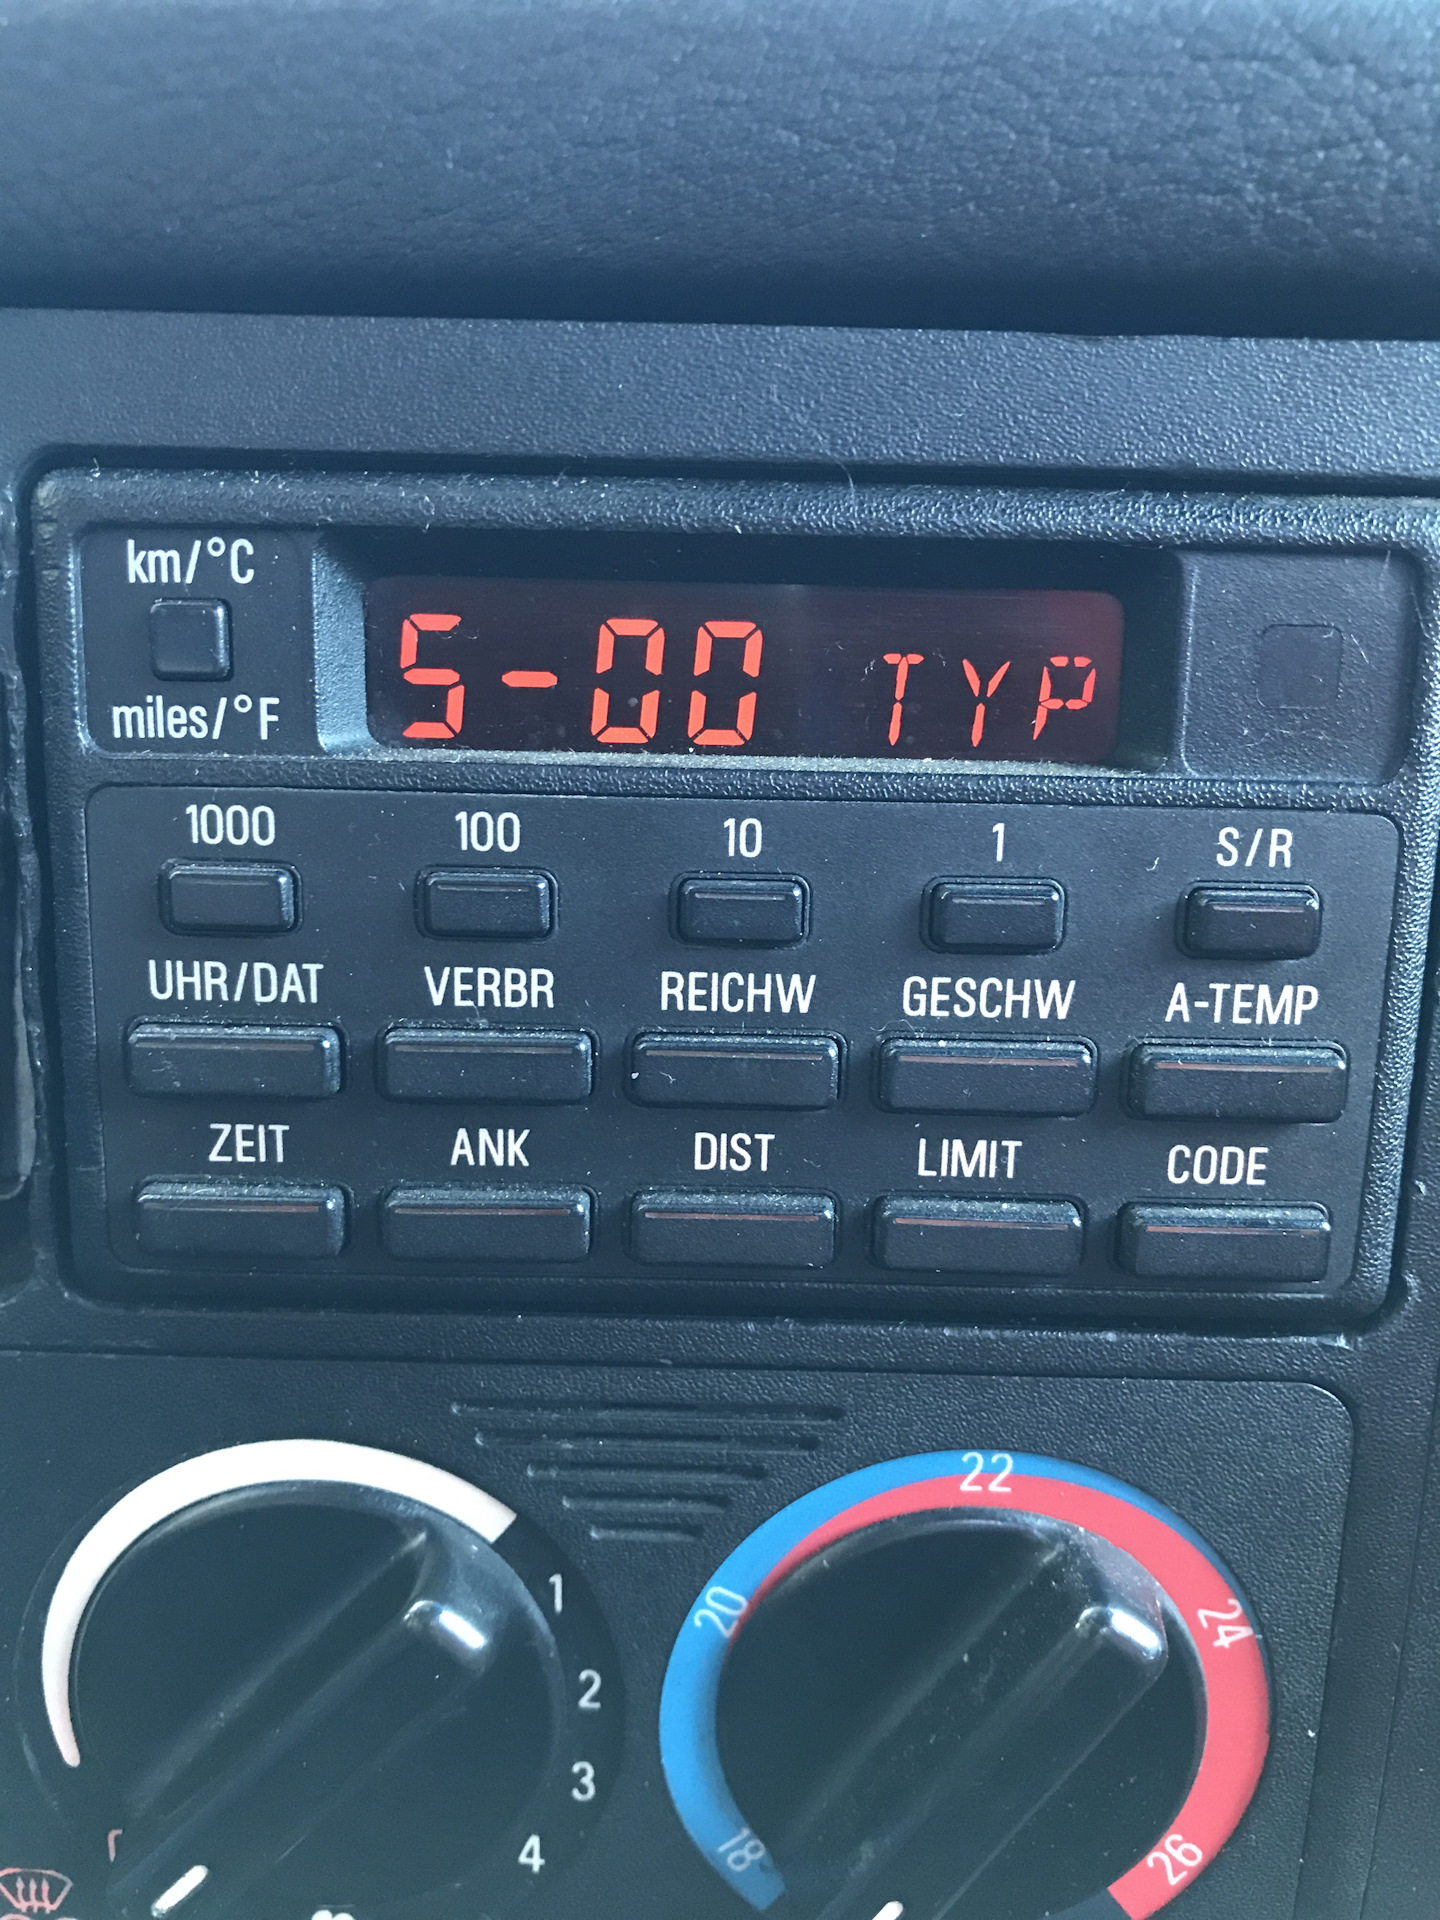 km/°C
5-00 TYP
miles/°F
1000 100 10 1 S/R
UHR/DAT VERBR REICHW GESCHW A-TEMP
ZEIT ANK DIST LIMIT CODE
22
1
20 24
2
3
4
18 26